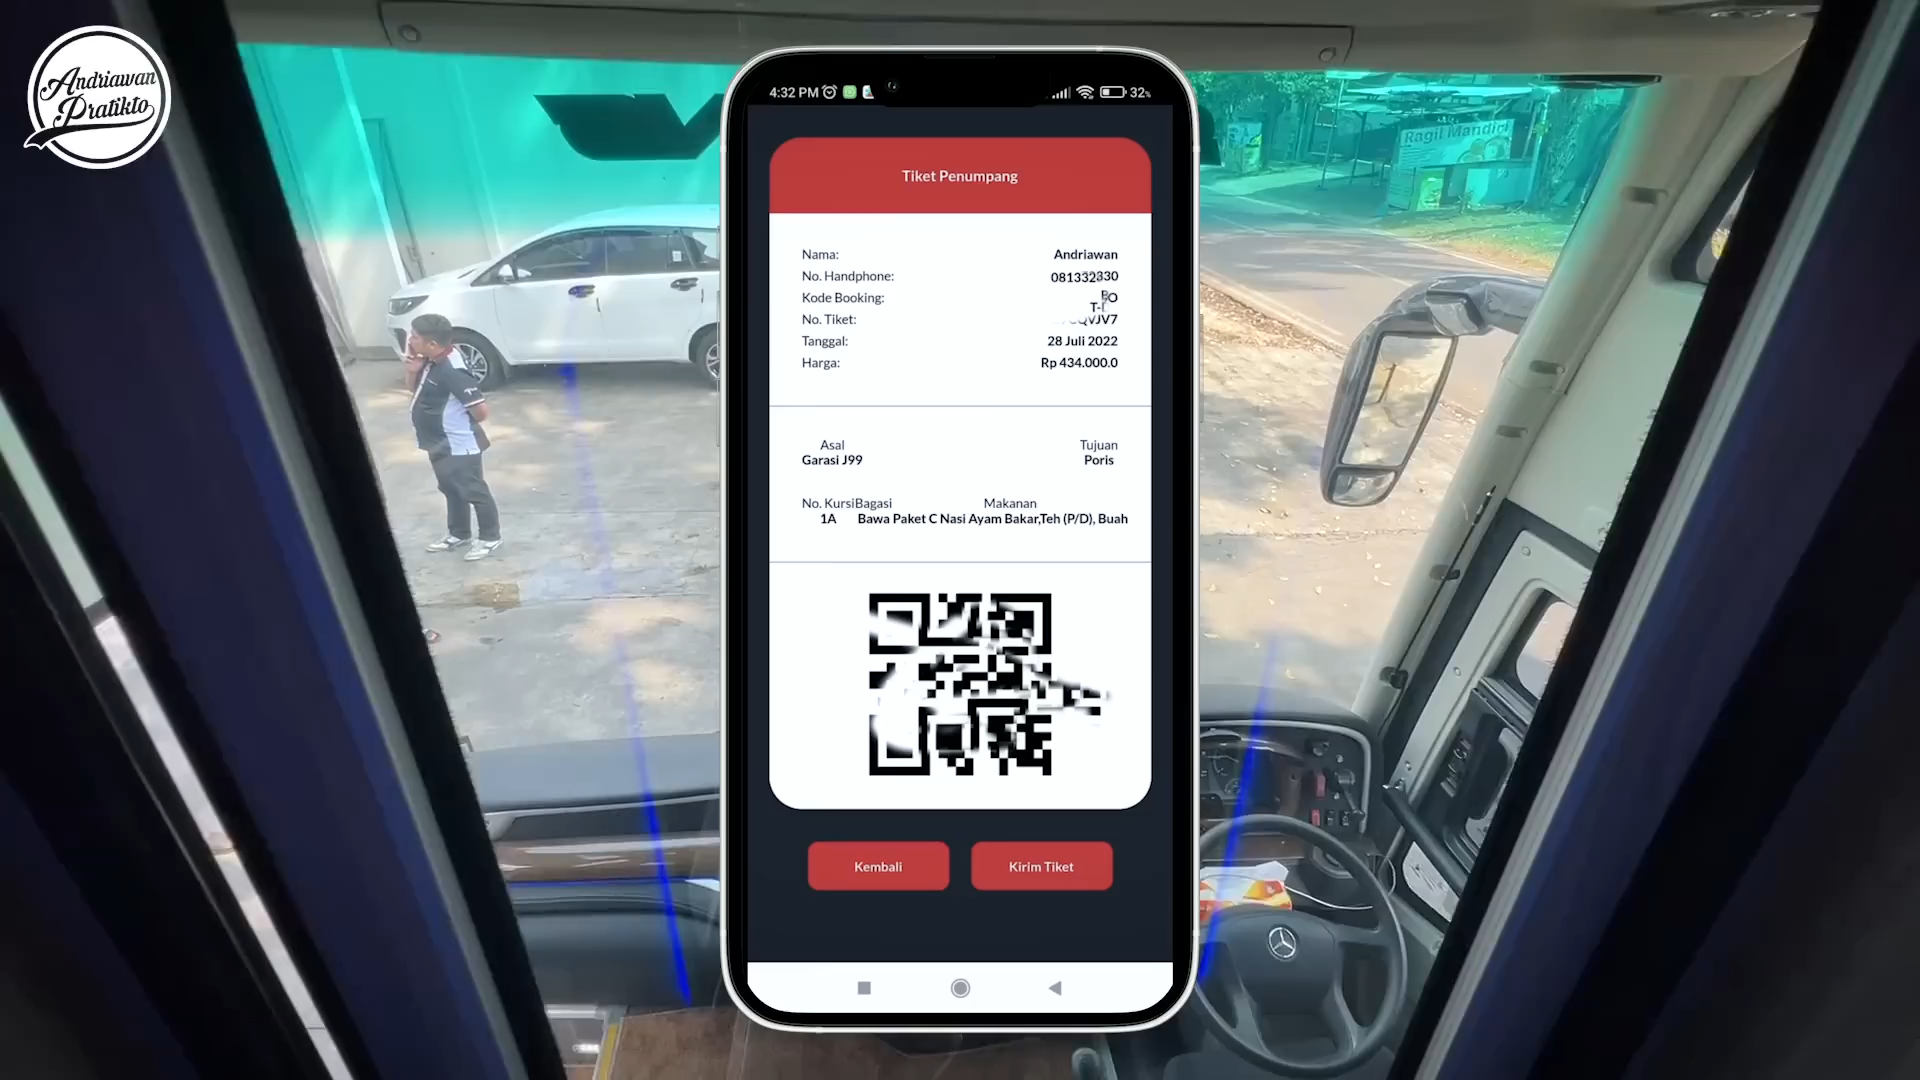 Andriawan
Pratikto
4:32 PM
32%
Ragil Mandiri
Tiket Penumpang
Nama: Andriawan
No. Handphone:
Kode Booking:
No. Tiket:
Tanggal: 28 Juli 2022
Harga: Rp 434.000.0
Asal Tujuan
Garasi J99 Poris
No. Kursi Bagasi Makanan
1A Bawa Paket C Nasi Ayam Bakar,Teh (P/D), Buah
Kembali Kirim Tiket